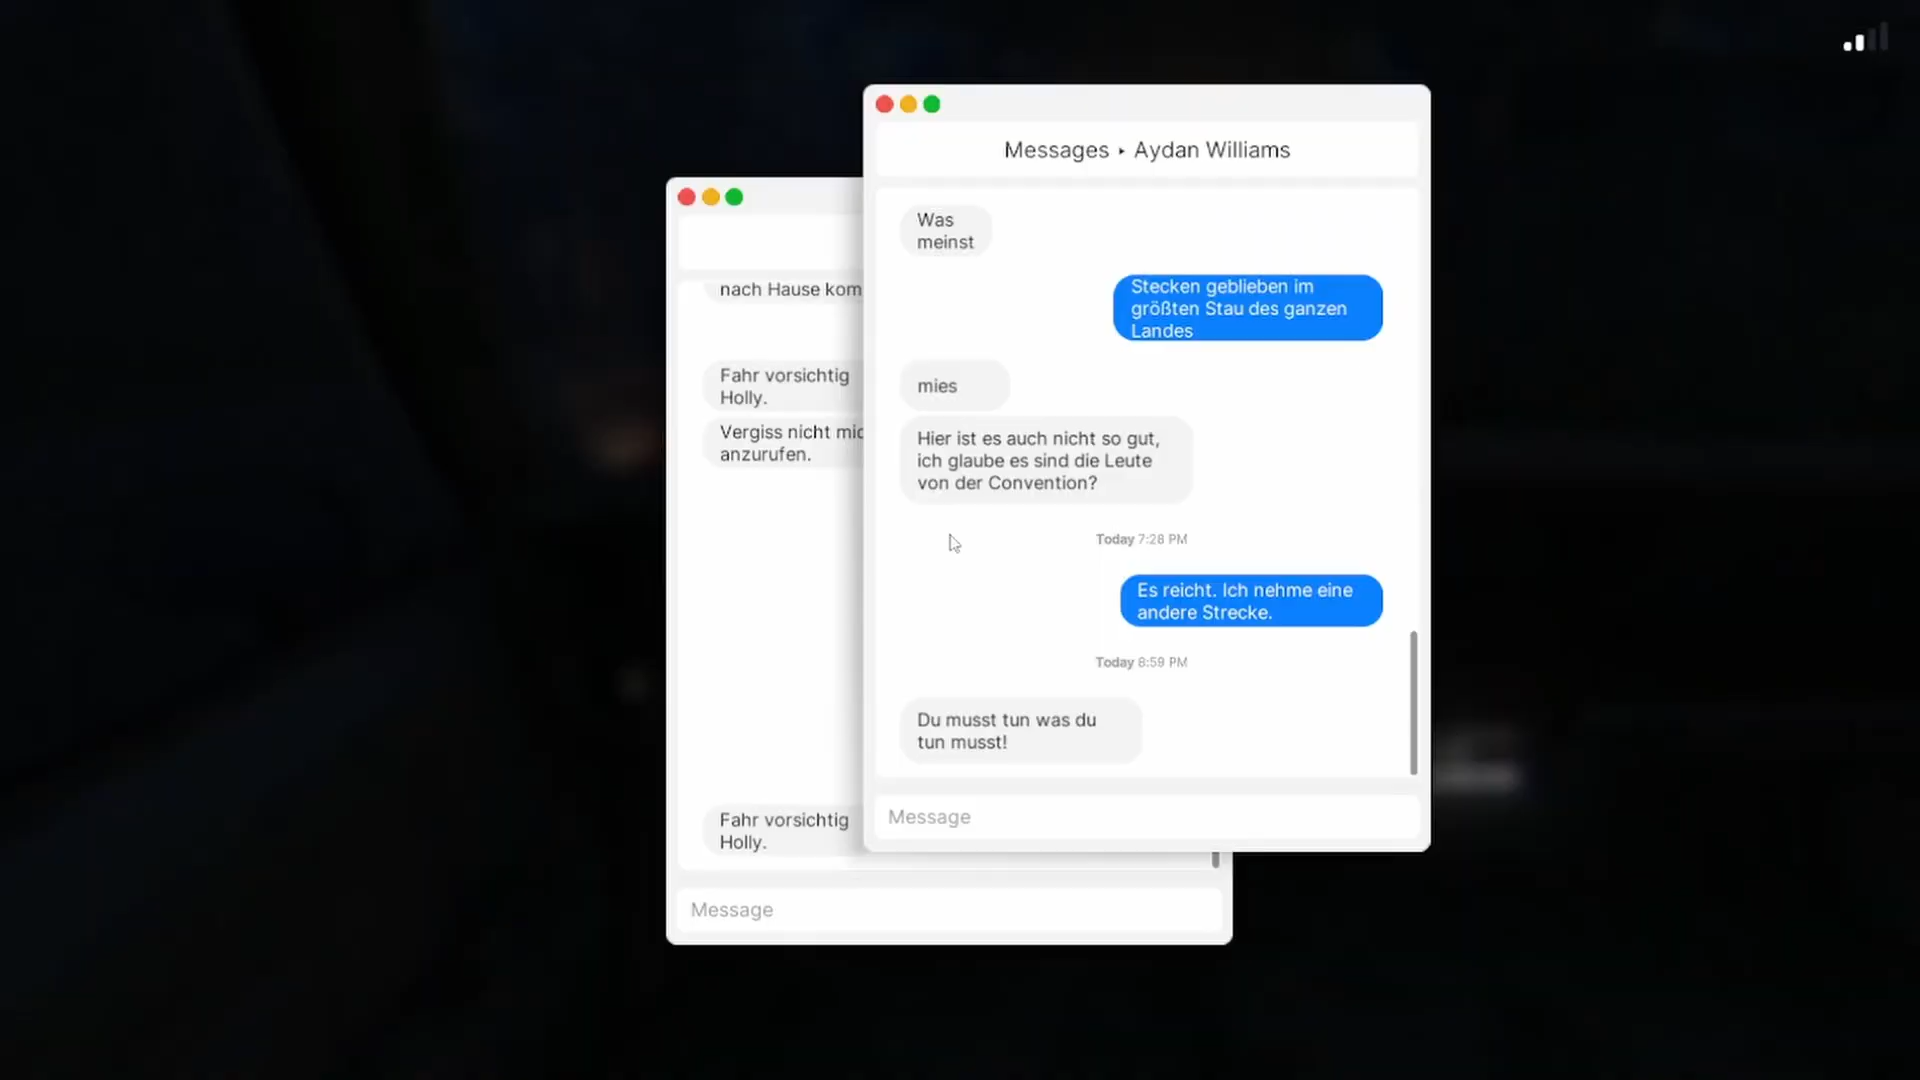 Messages ▸ Aydan Williams
Was
meinst
Stecken geblieben im
größten Stau des ganzen
Landes
mies
Hier ist es auch nicht so gut,
ich glaube es sind die Leute
von der Convention?
Today 7:28 PM
Es reicht. Ich nehme eine
andere Strecke.
Today 8:59 PM
Du musst tun was du
tun musst!
Message
nach Hause kom
Fahr vorsichtig
Holly.
Vergiss nicht mic
anzurufen.
Fahr vorsichtig
Holly.
Message